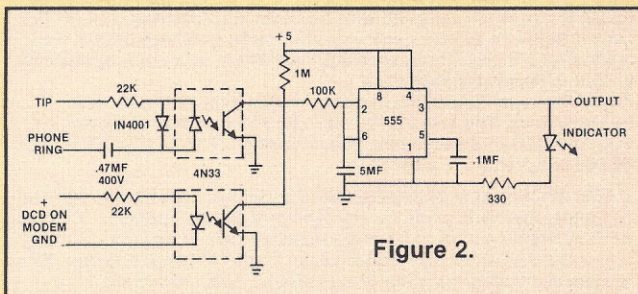 +5
1M
22K
100K
8
4
TIP
2
3
OUTPUT
IN4001
555
PHONE
RING
6
5
INDICATOR
1
.47MF
400V
4N33
5MF
.1MF
+
22K
330
DCD ON
MODEM
GND
Figure 2.